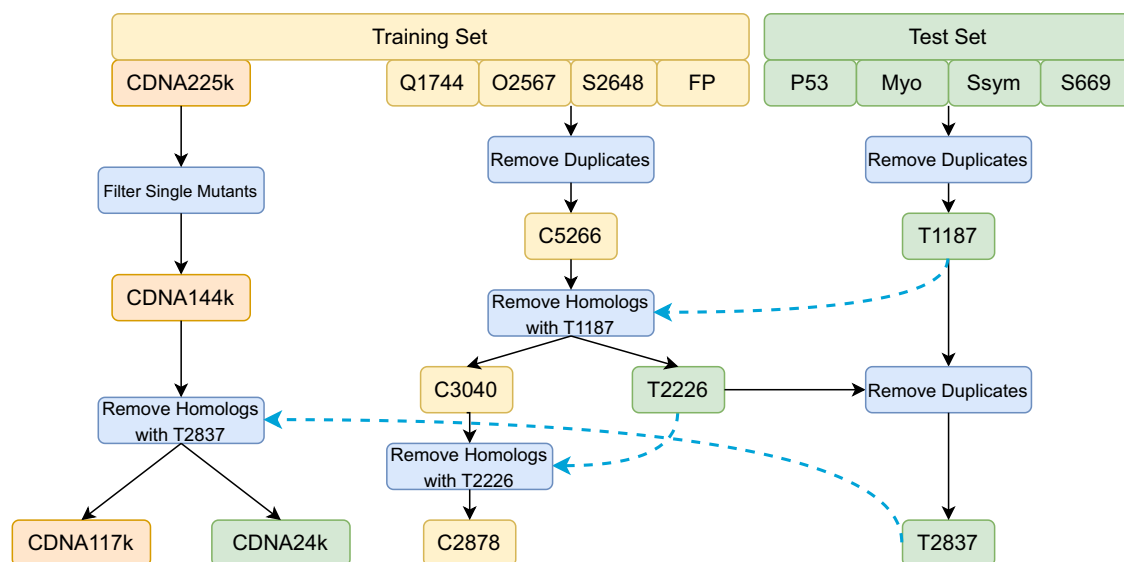 Training Set
Test Set
CDNA225k
Q1744
O2567
S2648
FP
P53
Myo
Ssym
S669
Remove Duplicates
Remove Duplicates
Filter Single Mutants
C5266
T1187
CDNA144k
Remove Homologs
with T1187
C3040
T2226
Remove Duplicates
Remove Homologs
with T2837
Remove Homologs
with T2226
CDNA117k
CDNA24k
C2878
T2837